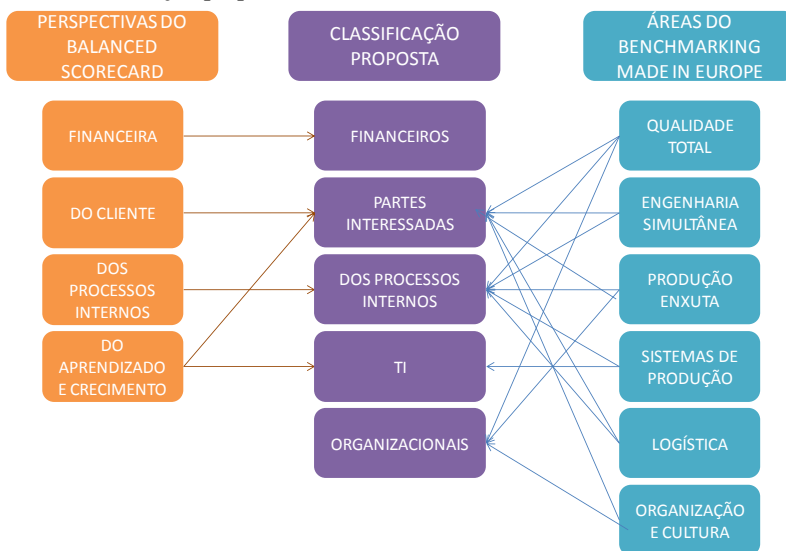 PERSPECTIVAS DO
BALANCED
SCORECARD
CLASSIFICAÇÃO
PROPOSTA
ÁREAS DO
BENCHMARKING
MADE IN EUROPE
FINANCEIRA
DO CLIENTE
DOS
PROCESSOS
INTERNOS
DO
APRENDIZADO
E CRECIMENTO
FINANCEIROS
PARTES
INTERESSADAS
DOS PROCESSOS
INTERNOS
TI
ORGANIZACIONAIS
QUALIDADE
TOTAL
ENGENHARIA
SIMULTÂNEA
PRODUÇÃO
ENXUTA
SISTEMAS DE
PRODUÇÃO
LOGÍSTICA
ORGANIZAÇÃO
E CULTURA